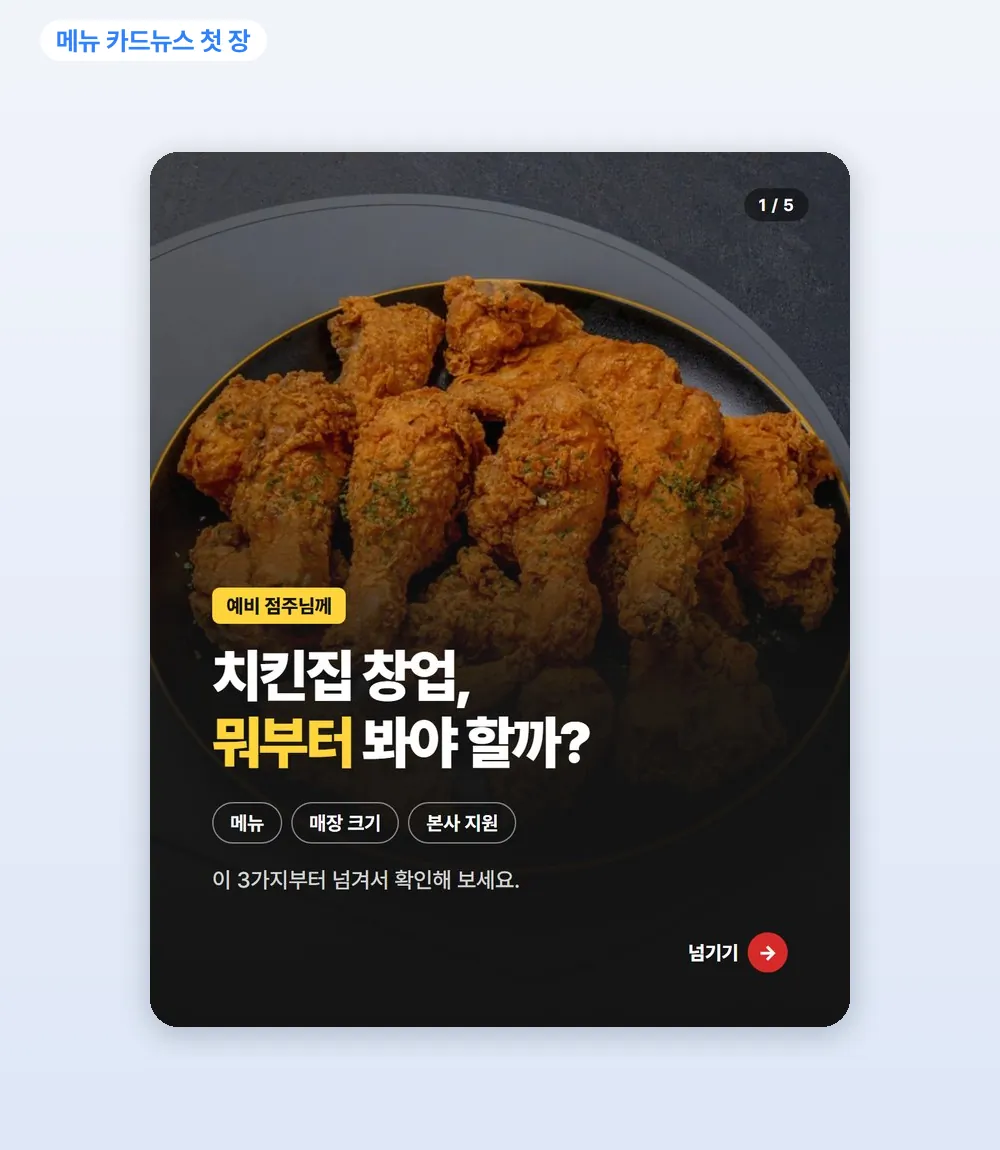 메뉴 카드뉴스 첫 장
1 / 5
예비 점주님께
치킨집 창업,
뭐부터 봐야 할까?
메뉴 매장 크기 본사 지원
이 3가지부터 넘겨서 확인해 보세요.
넘기기